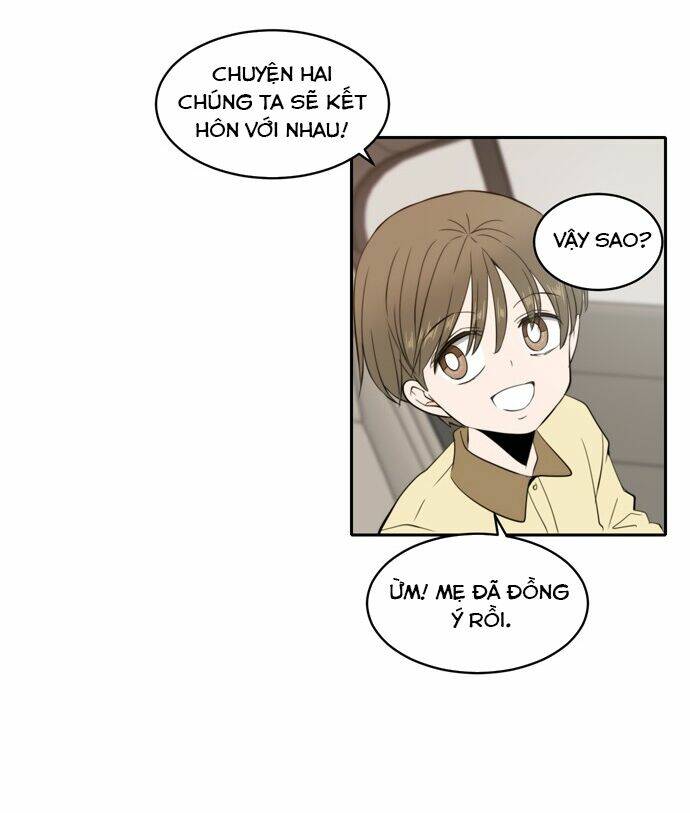 CHUYỆN HAI
CHÚNG TA SẼ KẾT
HÔN VỚI NHAU!
VẬY SAO?
ỪM! MẸ ĐÃ ĐỒNG
Ý RỒI.